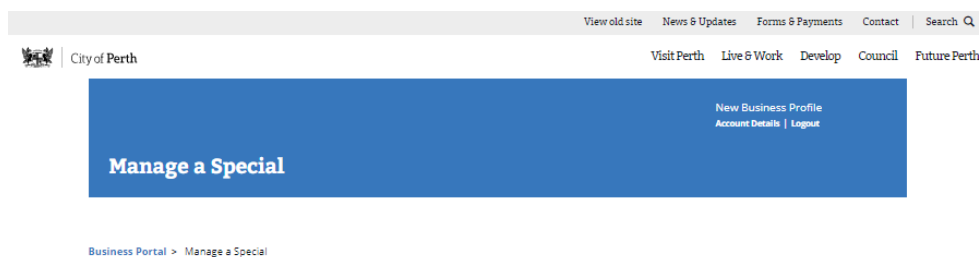 View old site News & Updates Forms & Payments Contact Search
City of Perth Visit Perth Live & Work Develop Council Future Perth
New Business Profile
Account Details | Logout
Manage a Special
Business Portal > Manage a Special